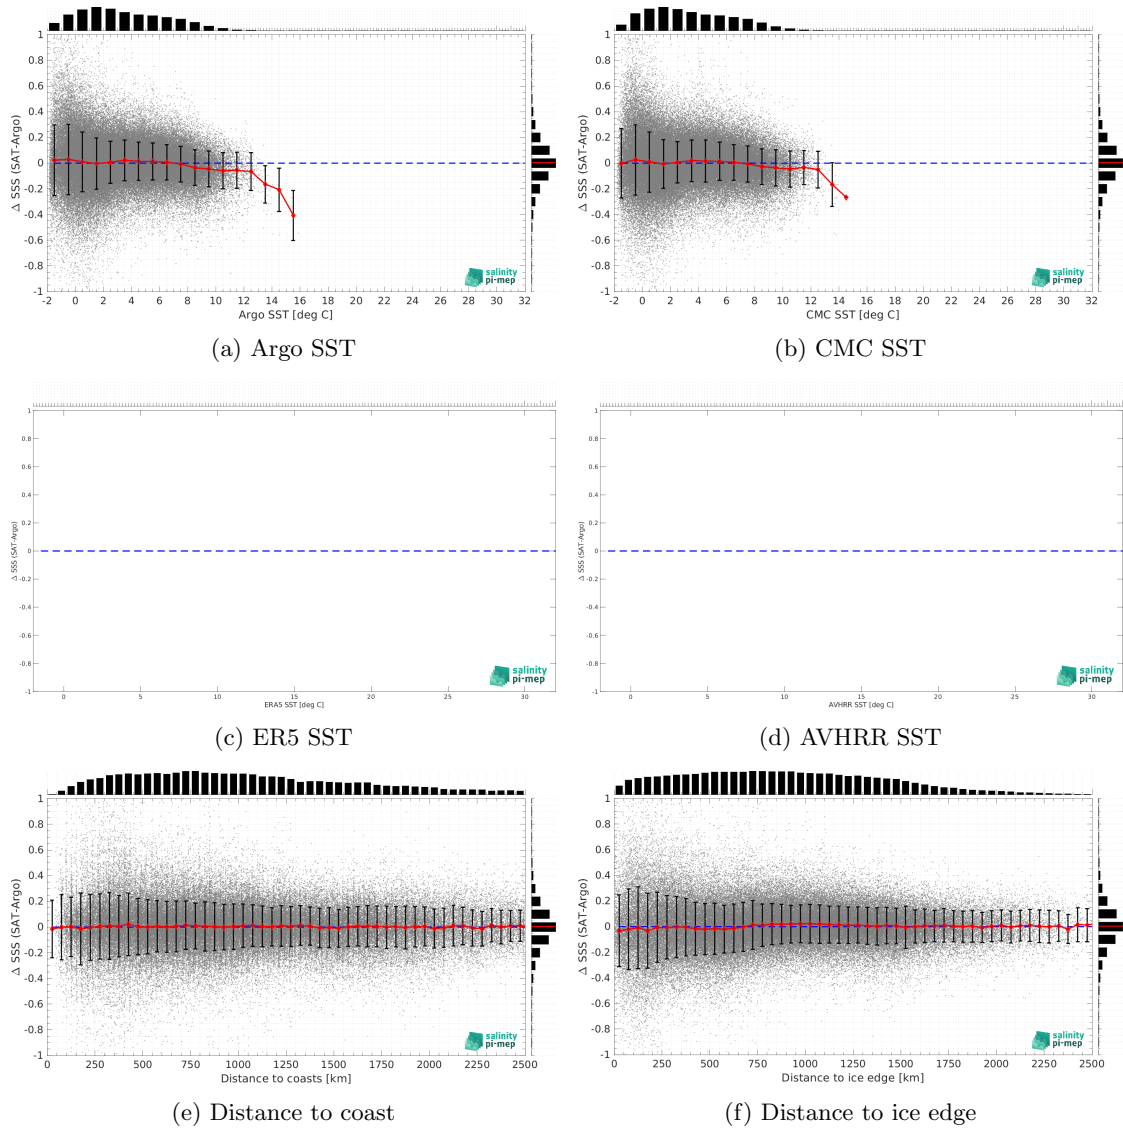 1
0.8
0.6
0.4
0.2
0
-0.2
-0.4
-0.6
-0.8
-1
Δ SSS (SAT-Argo)
-2 0 2 4 6 8 10 12 14 16 18 20 22 24 26 28 30 32
Argo SST [deg C]
salinity
pi-mep
(a) Argo SST
1
0.8
0.6
0.4
0.2
0
-0.2
-0.4
-0.6
-0.8
-1
Δ SSS (SAT-Argo)
-2 0 2 4 6 8 10 12 14 16 18 20 22 24 26 28 30 32
CMC SST [deg C]
salinity
pi-mep
(b) CMC SST
1
0.8
0.6
0.4
0.2
0
-0.2
-0.4
-0.6
-0.8
-1
Δ SSS (SAT-Argo)
0 5 10 15 20 25 30
ERA5 SST [deg C]
salinity
pi-mep
(c) ER5 SST
1
0.8
0.6
0.4
0.2
0
-0.2
-0.4
-0.6
-0.8
-1
Δ SSS (SAT-Argo)
0 5 10 15 20 25 30
AVHRR SST [deg C]
salinity
pi-mep
(d) AVHRR SST
1
0.8
0.6
0.4
0.2
0
-0.2
-0.4
-0.6
-0.8
-1
Δ SSS (SAT-Argo)
0 250 500 750 1000 1250 1500 1750 2000 2250 2500
Distance to coasts [km]
salinity
pi-mep
(e) Distance to coast
1
0.8
0.6
0.4
0.2
0
-0.2
-0.4
-0.6
-0.8
-1
Δ SSS (SAT-Argo)
0 250 500 750 1000 1250 1500 1750 2000 2250 2500
Distance to ice edge [km]
salinity
pi-mep
(f) Distance to ice edge